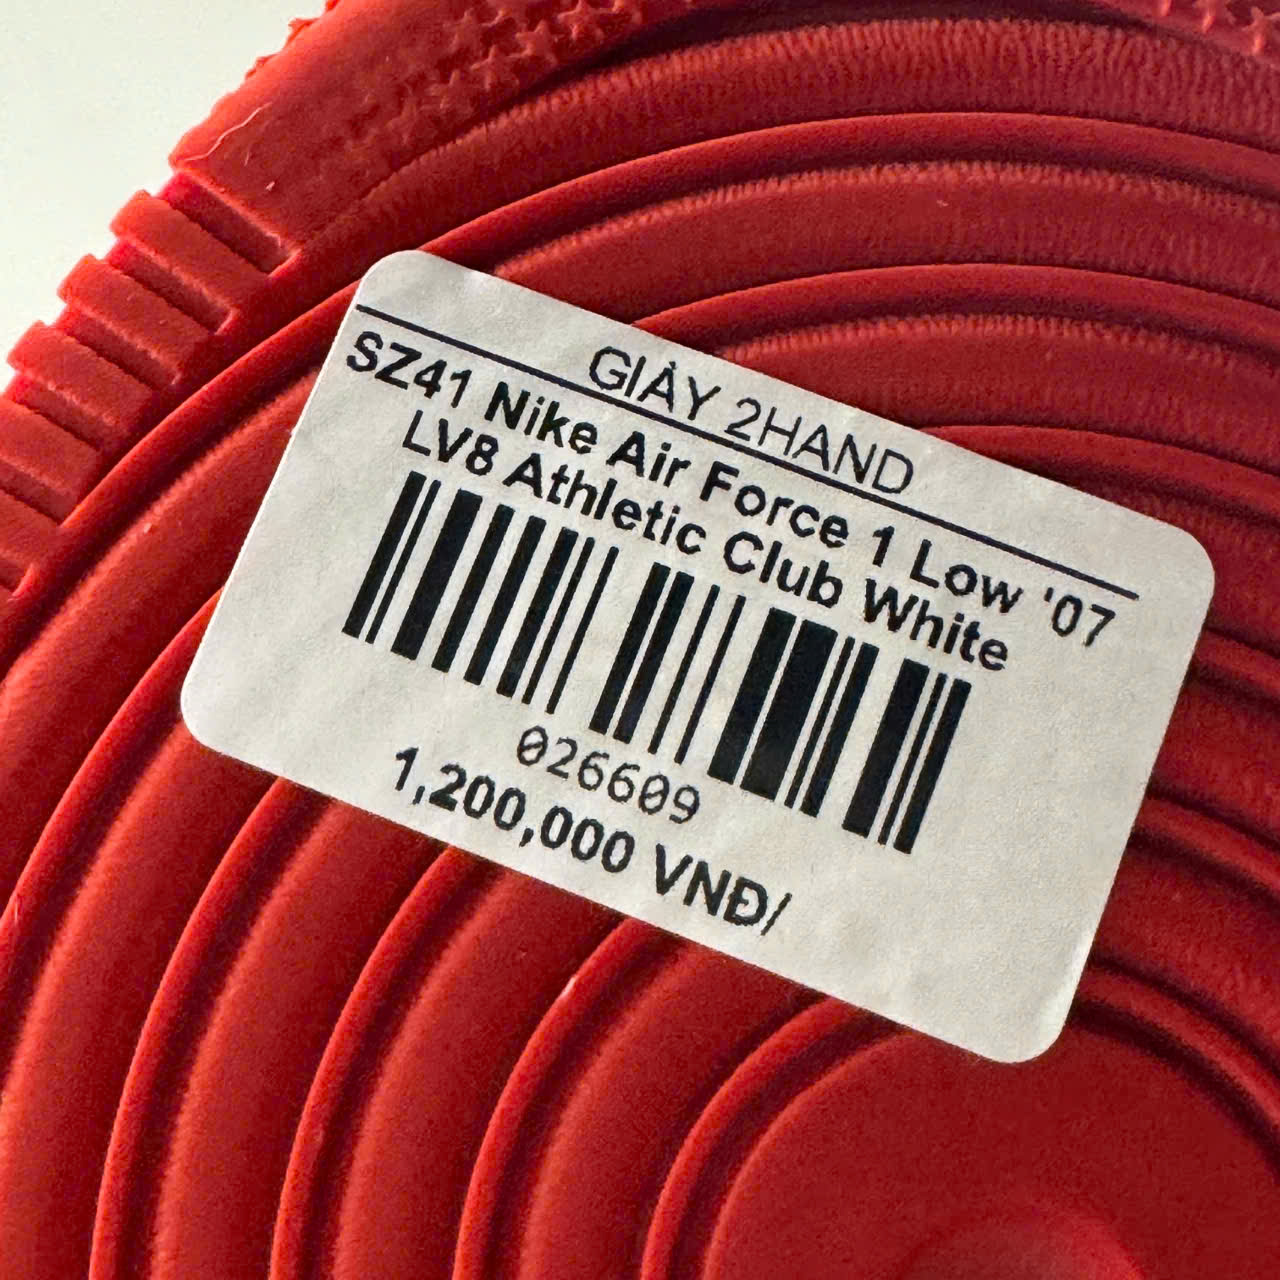 GIÀY 2HAND
SZ41 Nike Air Force 1 Low '07
LV8 Athletic Club White
026609
1,200,000 VNĐ/